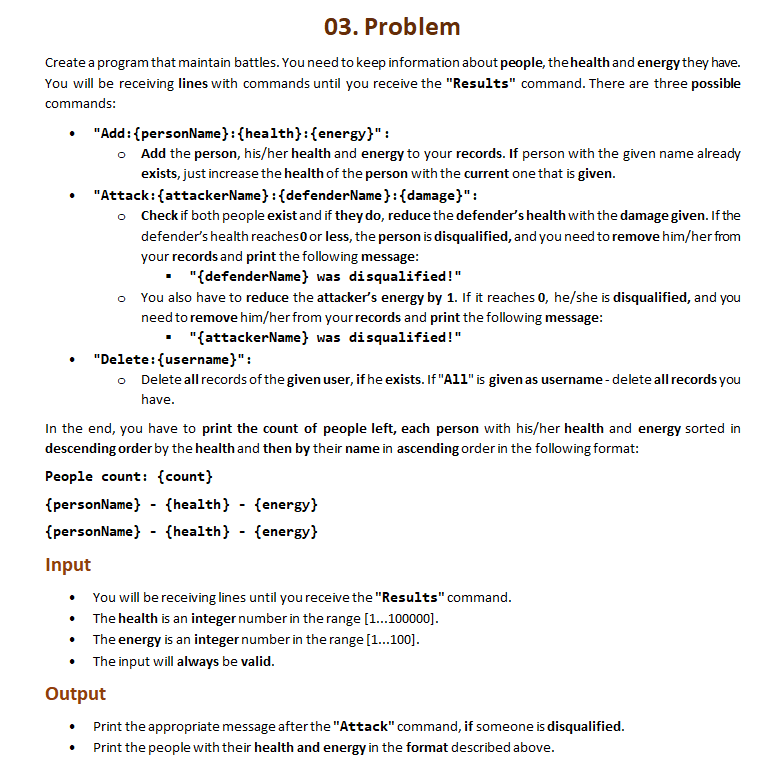 03. Problem
Create a program that maintain battles. You need to keep information about people, the health and energy they have.
You will be receiving lines with commands until you receive the "Results" command. There are three possible
commands:
• "Add:{personName}:{health}:{energy}":
o Add the person, his/her health and energy to your records. If person with the given name already
exists, just increase the health of the person with the current one that is given.
• "Attack:{attackerName}:{defenderName}:{damage}":
o Check if both people exist and if they do, reduce the defender's health with the damage given. If the
defender's health reaches 0 or less, the person is disqualified, and you need to remove him/her from
your records and print the following message:
▪ "{defenderName} was disqualified!"
o You also have to reduce the attacker's energy by 1. If it reaches 0, he/she is disqualified, and you
need to remove him/her from your records and print the following message:
▪ "{attackerName} was disqualified!"
• "Delete:{username}":
o Delete all records of the given user, if he exists. If "All" is given as username - delete all records you
have.
In the end, you have to print the count of people left, each person with his/her health and energy sorted in
descending order by the health and then by their name in ascending order in the following format:
People count: {count}
{personName} - {health} - {energy}
{personName} - {health} - {energy}
Input
• You will be receiving lines until you receive the "Results" command.
• The health is an integer number in the range [1...100000].
• The energy is an integer number in the range [1...100].
• The input will always be valid.
Output
• Print the appropriate message after the "Attack" command, if someone is disqualified.
• Print the people with their health and energy in the format described above.